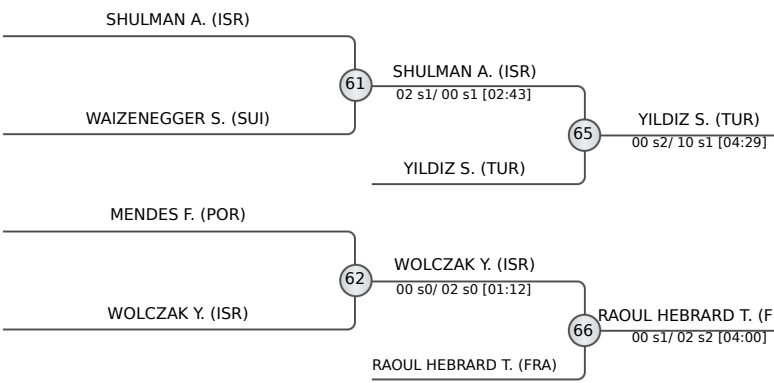 SHULMAN A. (ISR)
61
SHULMAN A. (ISR)
02 s1/ 00 s1 [02:43]
WAIZENEGGER S. (SUI)
65
YILDIZ S. (TUR)
00 s2/ 10 s1 [04:29]
YILDIZ S. (TUR)
MENDES F. (POR)
62
WOLCZAK Y. (ISR)
00 s0/ 02 s0 [01:12]
WOLCZAK Y. (ISR)
66
RAOUL HEBRARD T. (F
00 s1/ 02 s2 [04:00]
RAOUL HEBRARD T. (FRA)